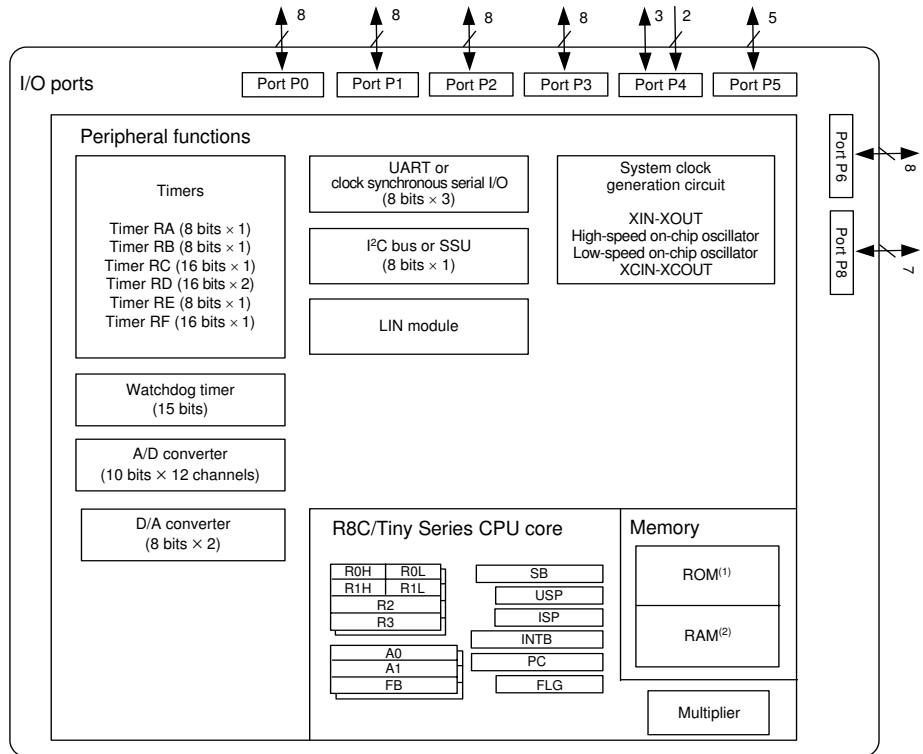 8 8 8 8 3 2 5
I/O ports
Port P0 Port P1 Port P2 Port P3 Port P4 Port P5
Peripheral functions
Timers
Timer RA (8 bits × 1)
Timer RB (8 bits × 1)
Timer RC (16 bits × 1)
Timer RD (16 bits × 2)
Timer RE (8 bits × 1)
Timer RF (16 bits × 1)
UART or
clock synchronous serial I/O
(8 bits × 3)
I²C bus or SSU
(8 bits × 1)
LIN module
System clock
generation circuit
XIN-XOUT
High-speed on-chip oscillator
Low-speed on-chip oscillator
XCIN-XCOUT
Port P6
8
Port P8
7
Watchdog timer
(15 bits)
A/D converter
(10 bits × 12 channels)
D/A converter
(8 bits × 2)
R8C/Tiny Series CPU core
R0H R0L
R1H R1L
R2
R3
A0
A1
FB
SB
USP
ISP
INTB
PC
FLG
Memory
ROM(1)
RAM(2)
Multiplier